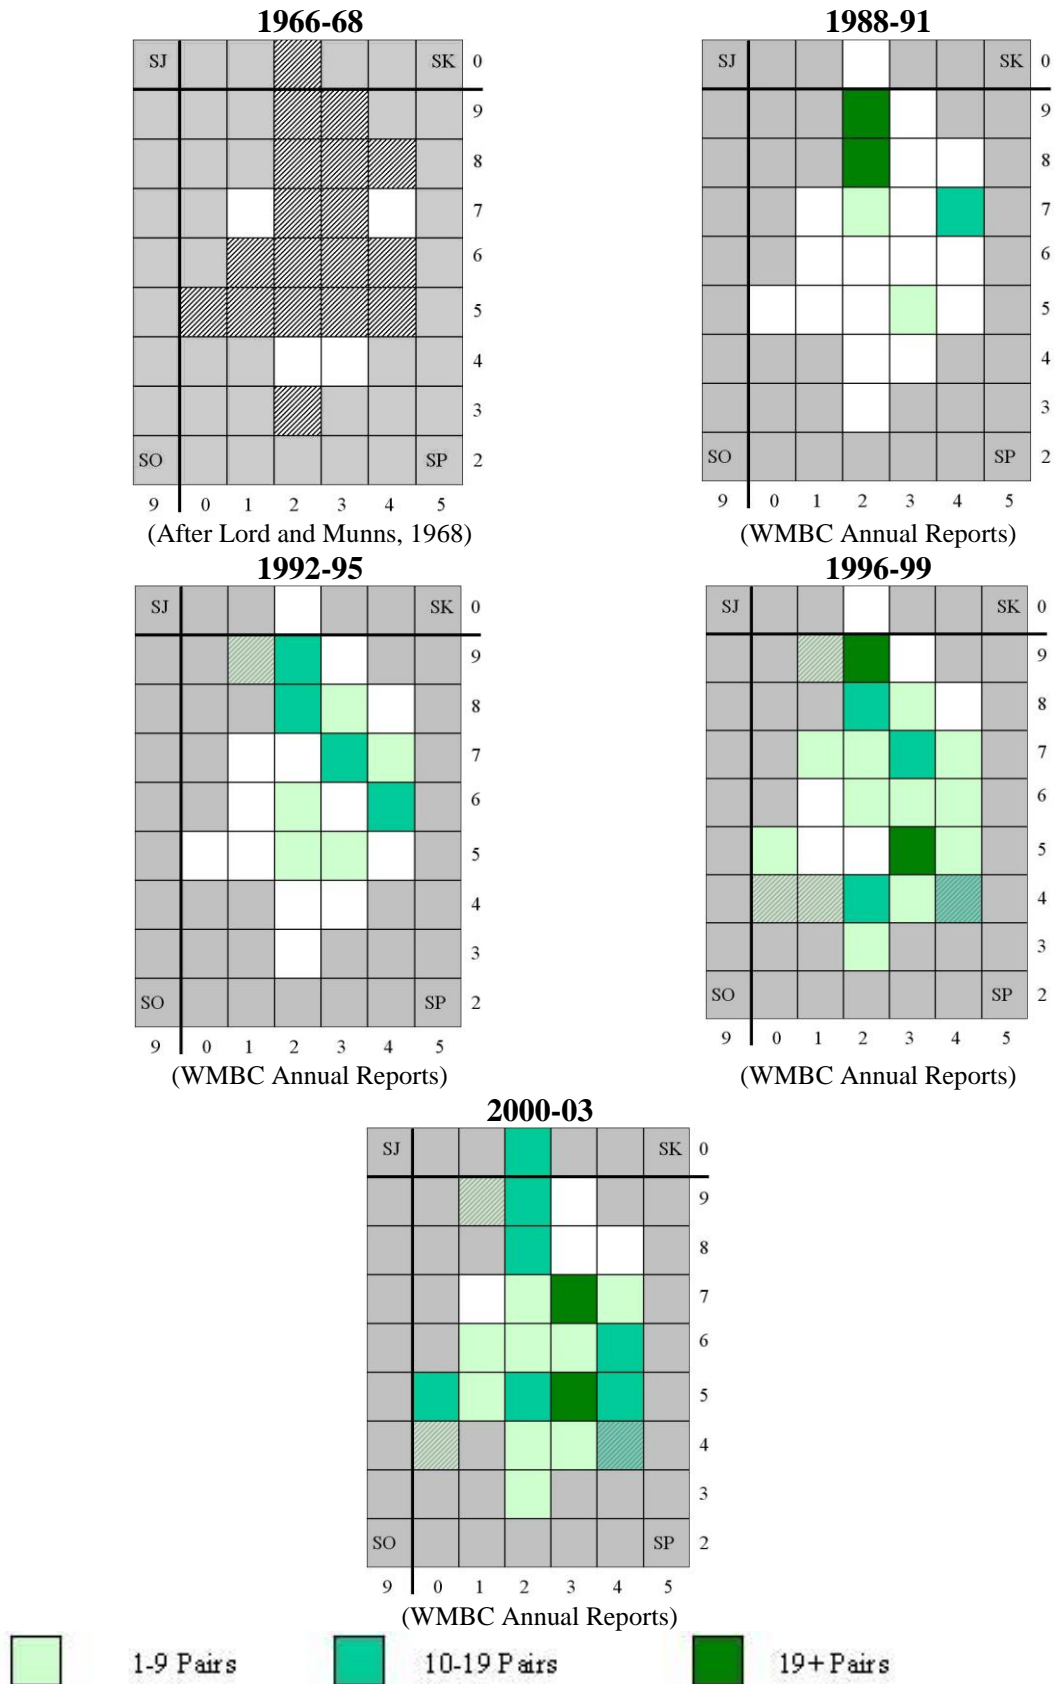 1966-68 1988-91
SJ SK 0 SJ SK 0
9 9
8 8
7 7
6 6
5 5
4 4
3 3
SO SP 2 SO SP 2
9 0 1 2 3 4 5 9 0 1 2 3 4 5
(After Lord and Munns, 1968) (WMBC Annual Reports)
1992-95 1996-99
SJ SK 0 SJ SK 0
9 9
8 8
7 7
6 6
5 5
4 4
3 3
SO SP 2 SO SP 2
9 0 1 2 3 4 5 9 0 1 2 3 4 5
(WMBC Annual Reports) (WMBC Annual Reports)
2000-03
SJ SK 0
9
8
7
6
5
4
3
SO SP 2
9 0 1 2 3 4 5
(WMBC Annual Reports)
1-9 Pairs 10-19 Pairs 19+ Pairs